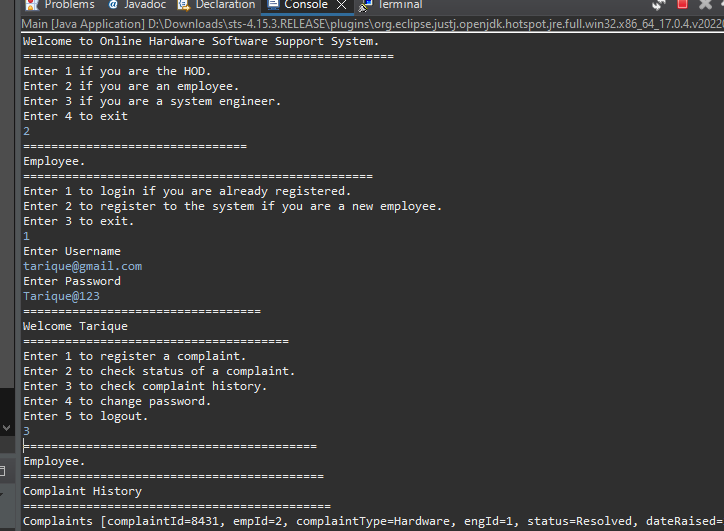 Problems @ Javadoc Declaration Console Terminal
Main [Java Application] D:\Downloads\sts-4.15.3.RELEASE\plugins\org.eclipse.justj.openjdk.hotspot.jre.full.win32.x86_64_17.0.4.v2022
Welcome to Online Hardware Software Support System.
=====================================================
Enter 1 if you are the HOD.
Enter 2 if you are an employee.
Enter 3 if you are a system engineer.
Enter 4 to exit
2
================================
Employee.
==================================================
Enter 1 to login if you are already registered.
Enter 2 to register to the system if you are a new employee.
Enter 3 to exit.
1
Enter Username
tarique@gmail.com
Enter Password
Tarique@123
==================================
Welcome Tarique
======================================
Enter 1 to register a complaint.
Enter 2 to check status of a complaint.
Enter 3 to check complaint history.
Enter 4 to change password.
Enter 5 to logout.
3
==========================================
Employee.
===========================================
Complaint History
============================================
Complaints [complaintId=8431, empId=2, complaintType=Hardware, engId=1, status=Resolved, dateRaised=